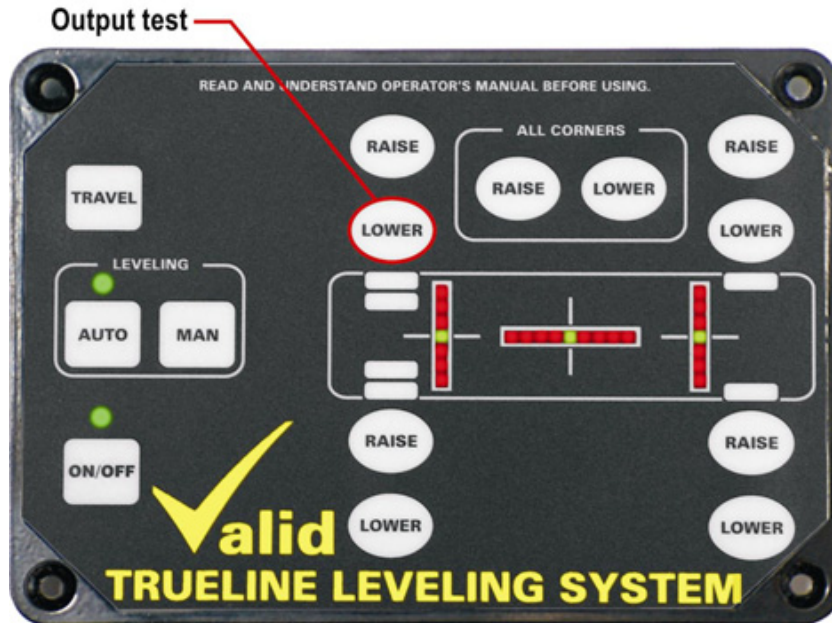 Output test
READ AND UNDERSTAND OPERATOR'S MANUAL BEFORE USING.
RAISE
ALL CORNERS
RAISE
RAISE
LOWER
TRAVEL
LOWER
LOWER
LEVELING
AUTO
MAN
RAISE
RAISE
ON/OFF
LOWER
LOWER
Valid
TRUELINE LEVELING SYSTEM